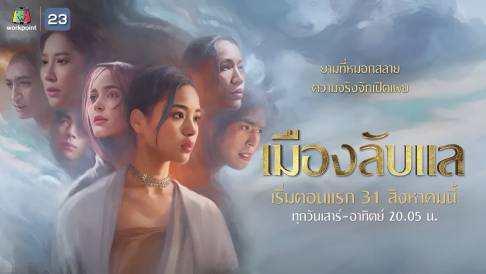 workpoint
23
ยามที่หมอกสลาย
ความจริงจักเปิดเผย
เมืองลับแล
เริ่มตอนแรก 31 สิงหาคมนี้
ทุกวันเสาร์-อาทิตย์ 20.05 น.